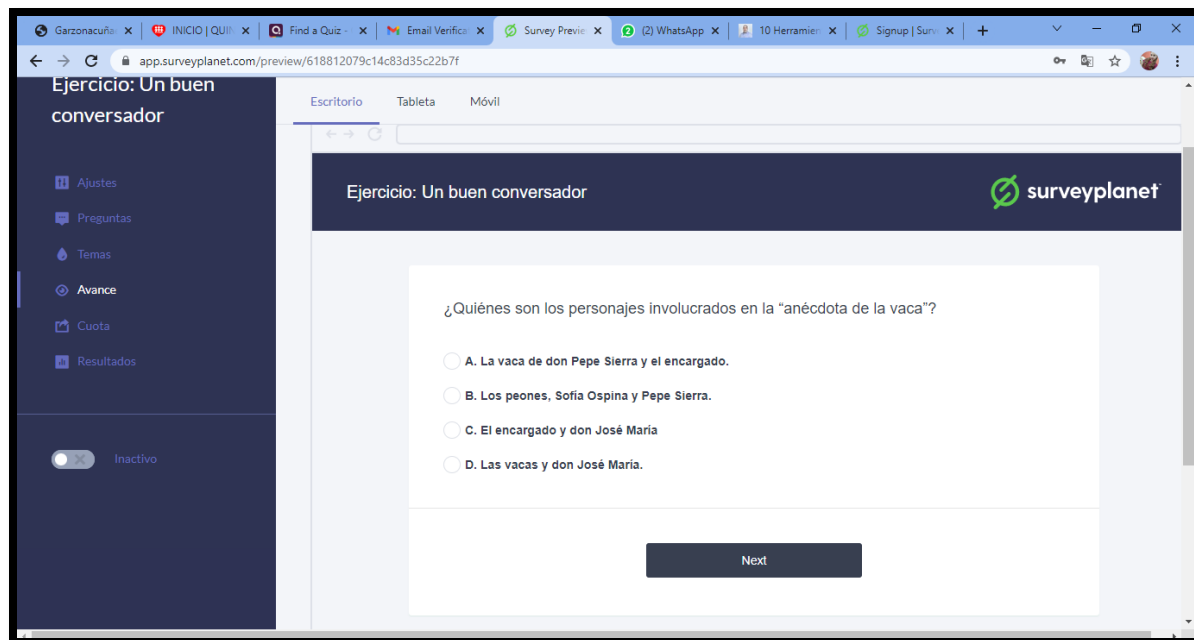 Garzonacuña
INICIO | QUIN
Find a Quiz -
Email Verifica
Survey Previe
(2) WhatsApp
10 Herramien
Signup | Surv
app.surveyplanet.com/preview/618812079c14c83d35c22b7f
Ejercicio: Un buen
conversador
Ajustes
Preguntas
Temas
Avance
Cuota
Resultados
Inactivo
Escritorio Tableta Móvil
Ejercicio: Un buen conversador
surveyplanet
¿Quiénes son los personajes involucrados en la “anécdota de la vaca”?
A. La vaca de don Pepe Sierra y el encargado.
B. Los peones, Sofía Ospina y Pepe Sierra.
C. El encargado y don José María
D. Las vacas y don José María.
Next